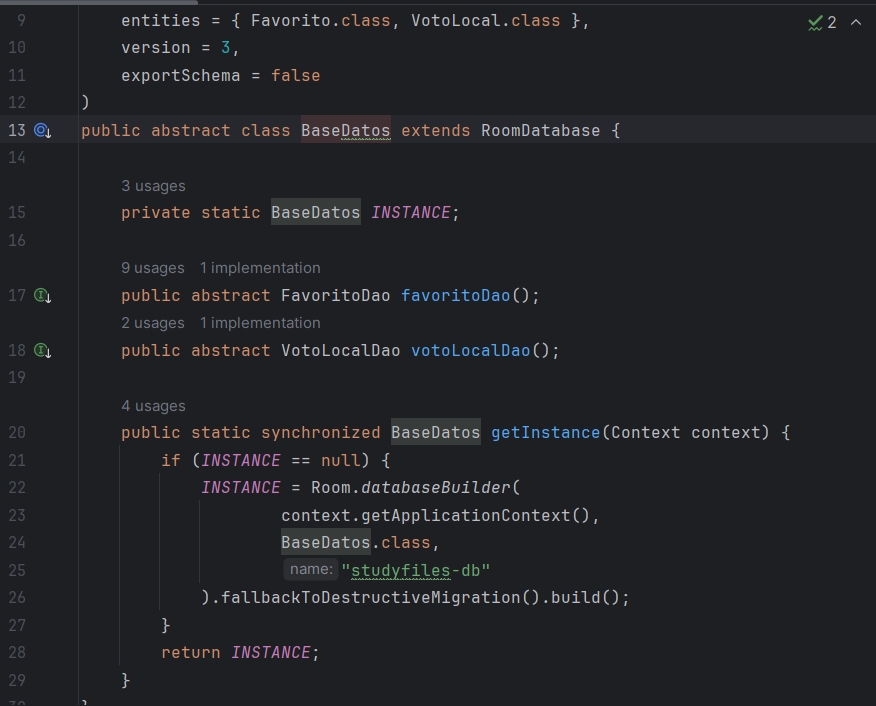 9 entities = { Favorito.class, VotoLocal.class },
2
10 version = 3,
11 exportSchema = false
12 )
13 public abstract class BaseDatos extends RoomDatabase {
14
3 usages
15 private static BaseDatos INSTANCE;
16
9 usages 1 implementation
17 public abstract FavoritoDao favoritoDao();
2 usages 1 implementation
18 public abstract VotoLocalDao votoLocalDao();
19
4 usages
20 public static synchronized BaseDatos getInstance(Context context) {
21 if (INSTANCE == null) {
22 INSTANCE = Room.databaseBuilder(
23 context.getApplicationContext(),
24 BaseDatos.class,
25 name: "studyfiles-db"
26 ).fallbackToDestructiveMigration().build();
27 }
28 return INSTANCE;
29 }